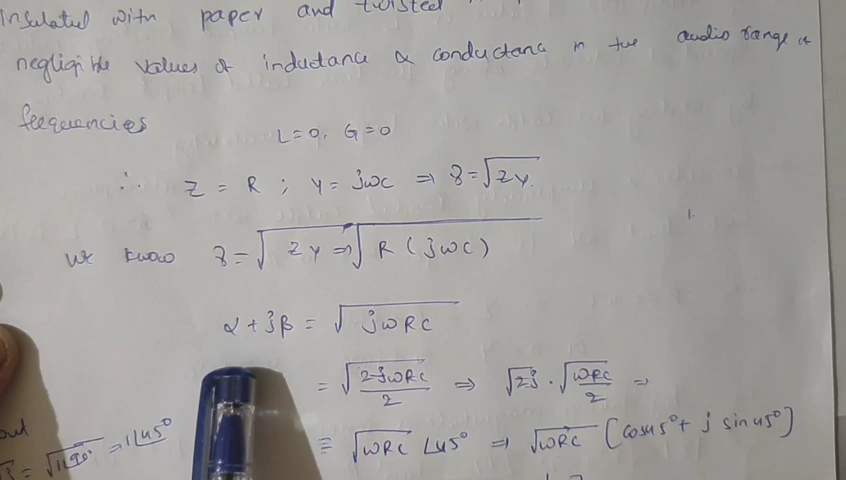 Insulated with paper and twisted
negligible values of inductance & conductance in the audio range of
frequencies
L=0, G=0
∴ Z = R ; Y = jωC ⇒ γ = √ZY
We know γ = √ZY ⇒ √R(jωC)
α + jβ = √jωRC
= √(2jωRC/2) ⇒ √2j · √(ωRC/2) ⇒
out ≡ √ωRC ∠45° ⇒ √ωRC [cos45° + j sin45°]
= √1∠90° = 1∠45°